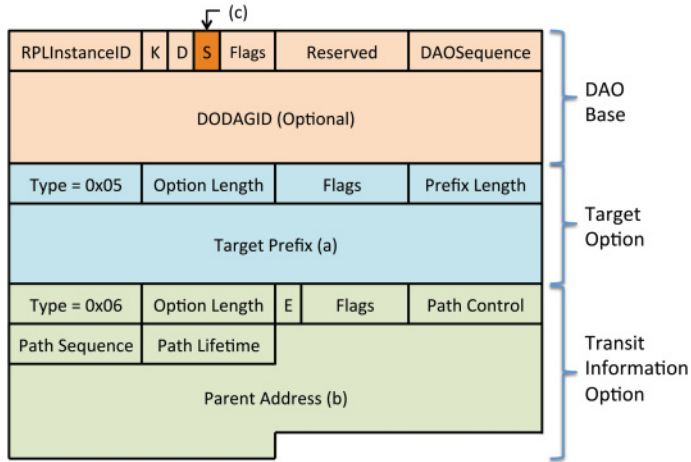 (c)
RPLInstanceID K D S Flags Reserved DAOSequence
DODAGID (Optional)
DAO
Base
Type = 0x05 Option Length Flags Prefix Length
Target Prefix (a)
Target
Option
Type = 0x06 Option Length E Flags Path Control
Path Sequence Path Lifetime
Parent Address (b)
Transit
Information
Option